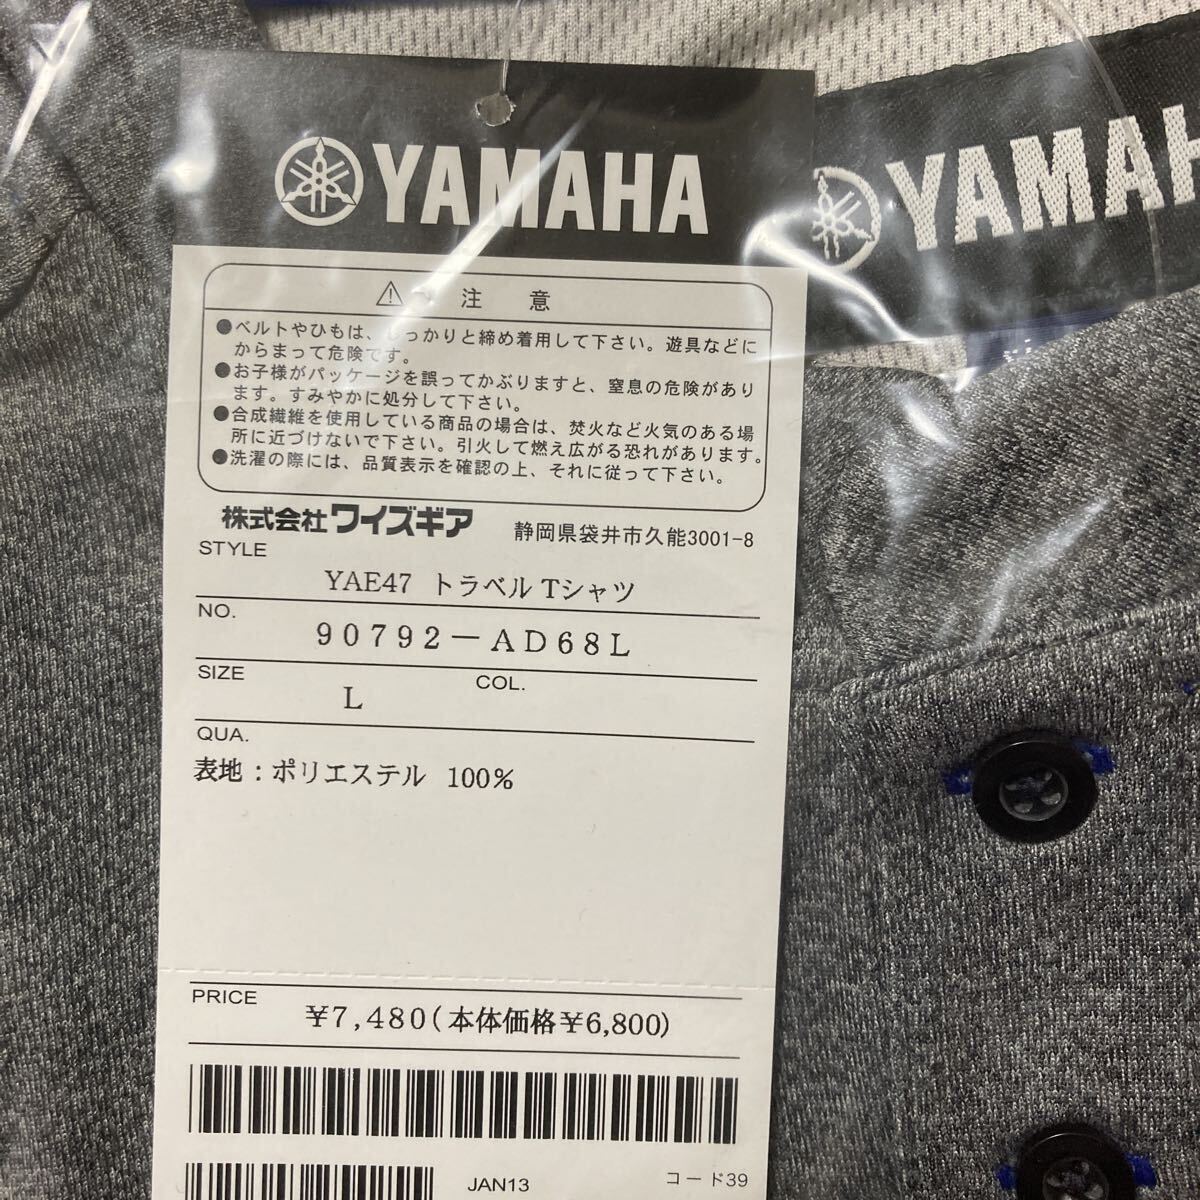 YAMAHA
YAMAH
⚠ 注 意
●ベルトやひもは、しっかりと締め着用して下さい。遊具などに
からまって危険です。
●お子様がパッケージを誤ってかぶりますと、窒息の危険があり
ます。すみやかに処分して下さい。
●合成繊維を使用している商品の場合は、焚火など火気のある場
所に近づけないで下さい。引火して燃え広がる恐れがあります。
●洗濯の際には、品質表示を確認の上、それに従って下さい。
株式会社ワイズギア 静岡県袋井市久能3001-8
STYLE
YAE47 トラベルTシャツ
NO.
90792-AD68L
SIZE
L
COL.
QUA.
表地:ポリエステル 100%
PRICE
¥7,480(本体価格¥6,800)
JAN13
コード39